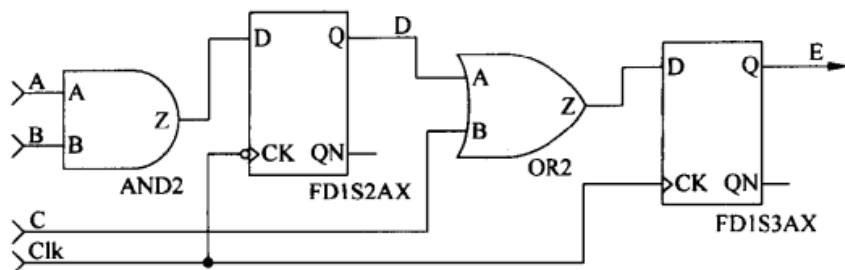 A
A
B
B
Z
AND2
D
Q
CK
QN
FD1S2AX
D
A
B
Z
OR2
D
Q
CK
QN
FD1S3AX
E
C
Clk